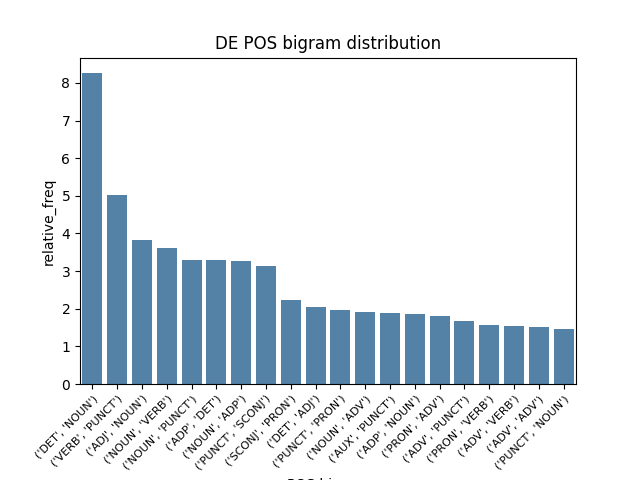 DE POS bigram distribution
relative_freq
8
7
6
5
4
3
2
1
0
('DET', 'NOUN')
('VERB', 'PUNCT')
('ADJ', 'NOUN')
('NOUN', 'VERB')
('NOUN', 'PUNCT')
('ADP', 'DET')
('NOUN', 'ADP')
('PUNCT', 'SCONJ')
('SCONJ', 'PRON')
('DET', 'ADJ')
('PUNCT', 'PRON')
('NOUN', 'ADV')
('AUX', 'PUNCT')
('ADP', 'NOUN')
('PRON', 'ADV')
('ADV', 'PUNCT')
('PRON', 'VERB')
('ADV', 'VERB')
('ADV', 'ADV')
('PUNCT', 'NOUN')